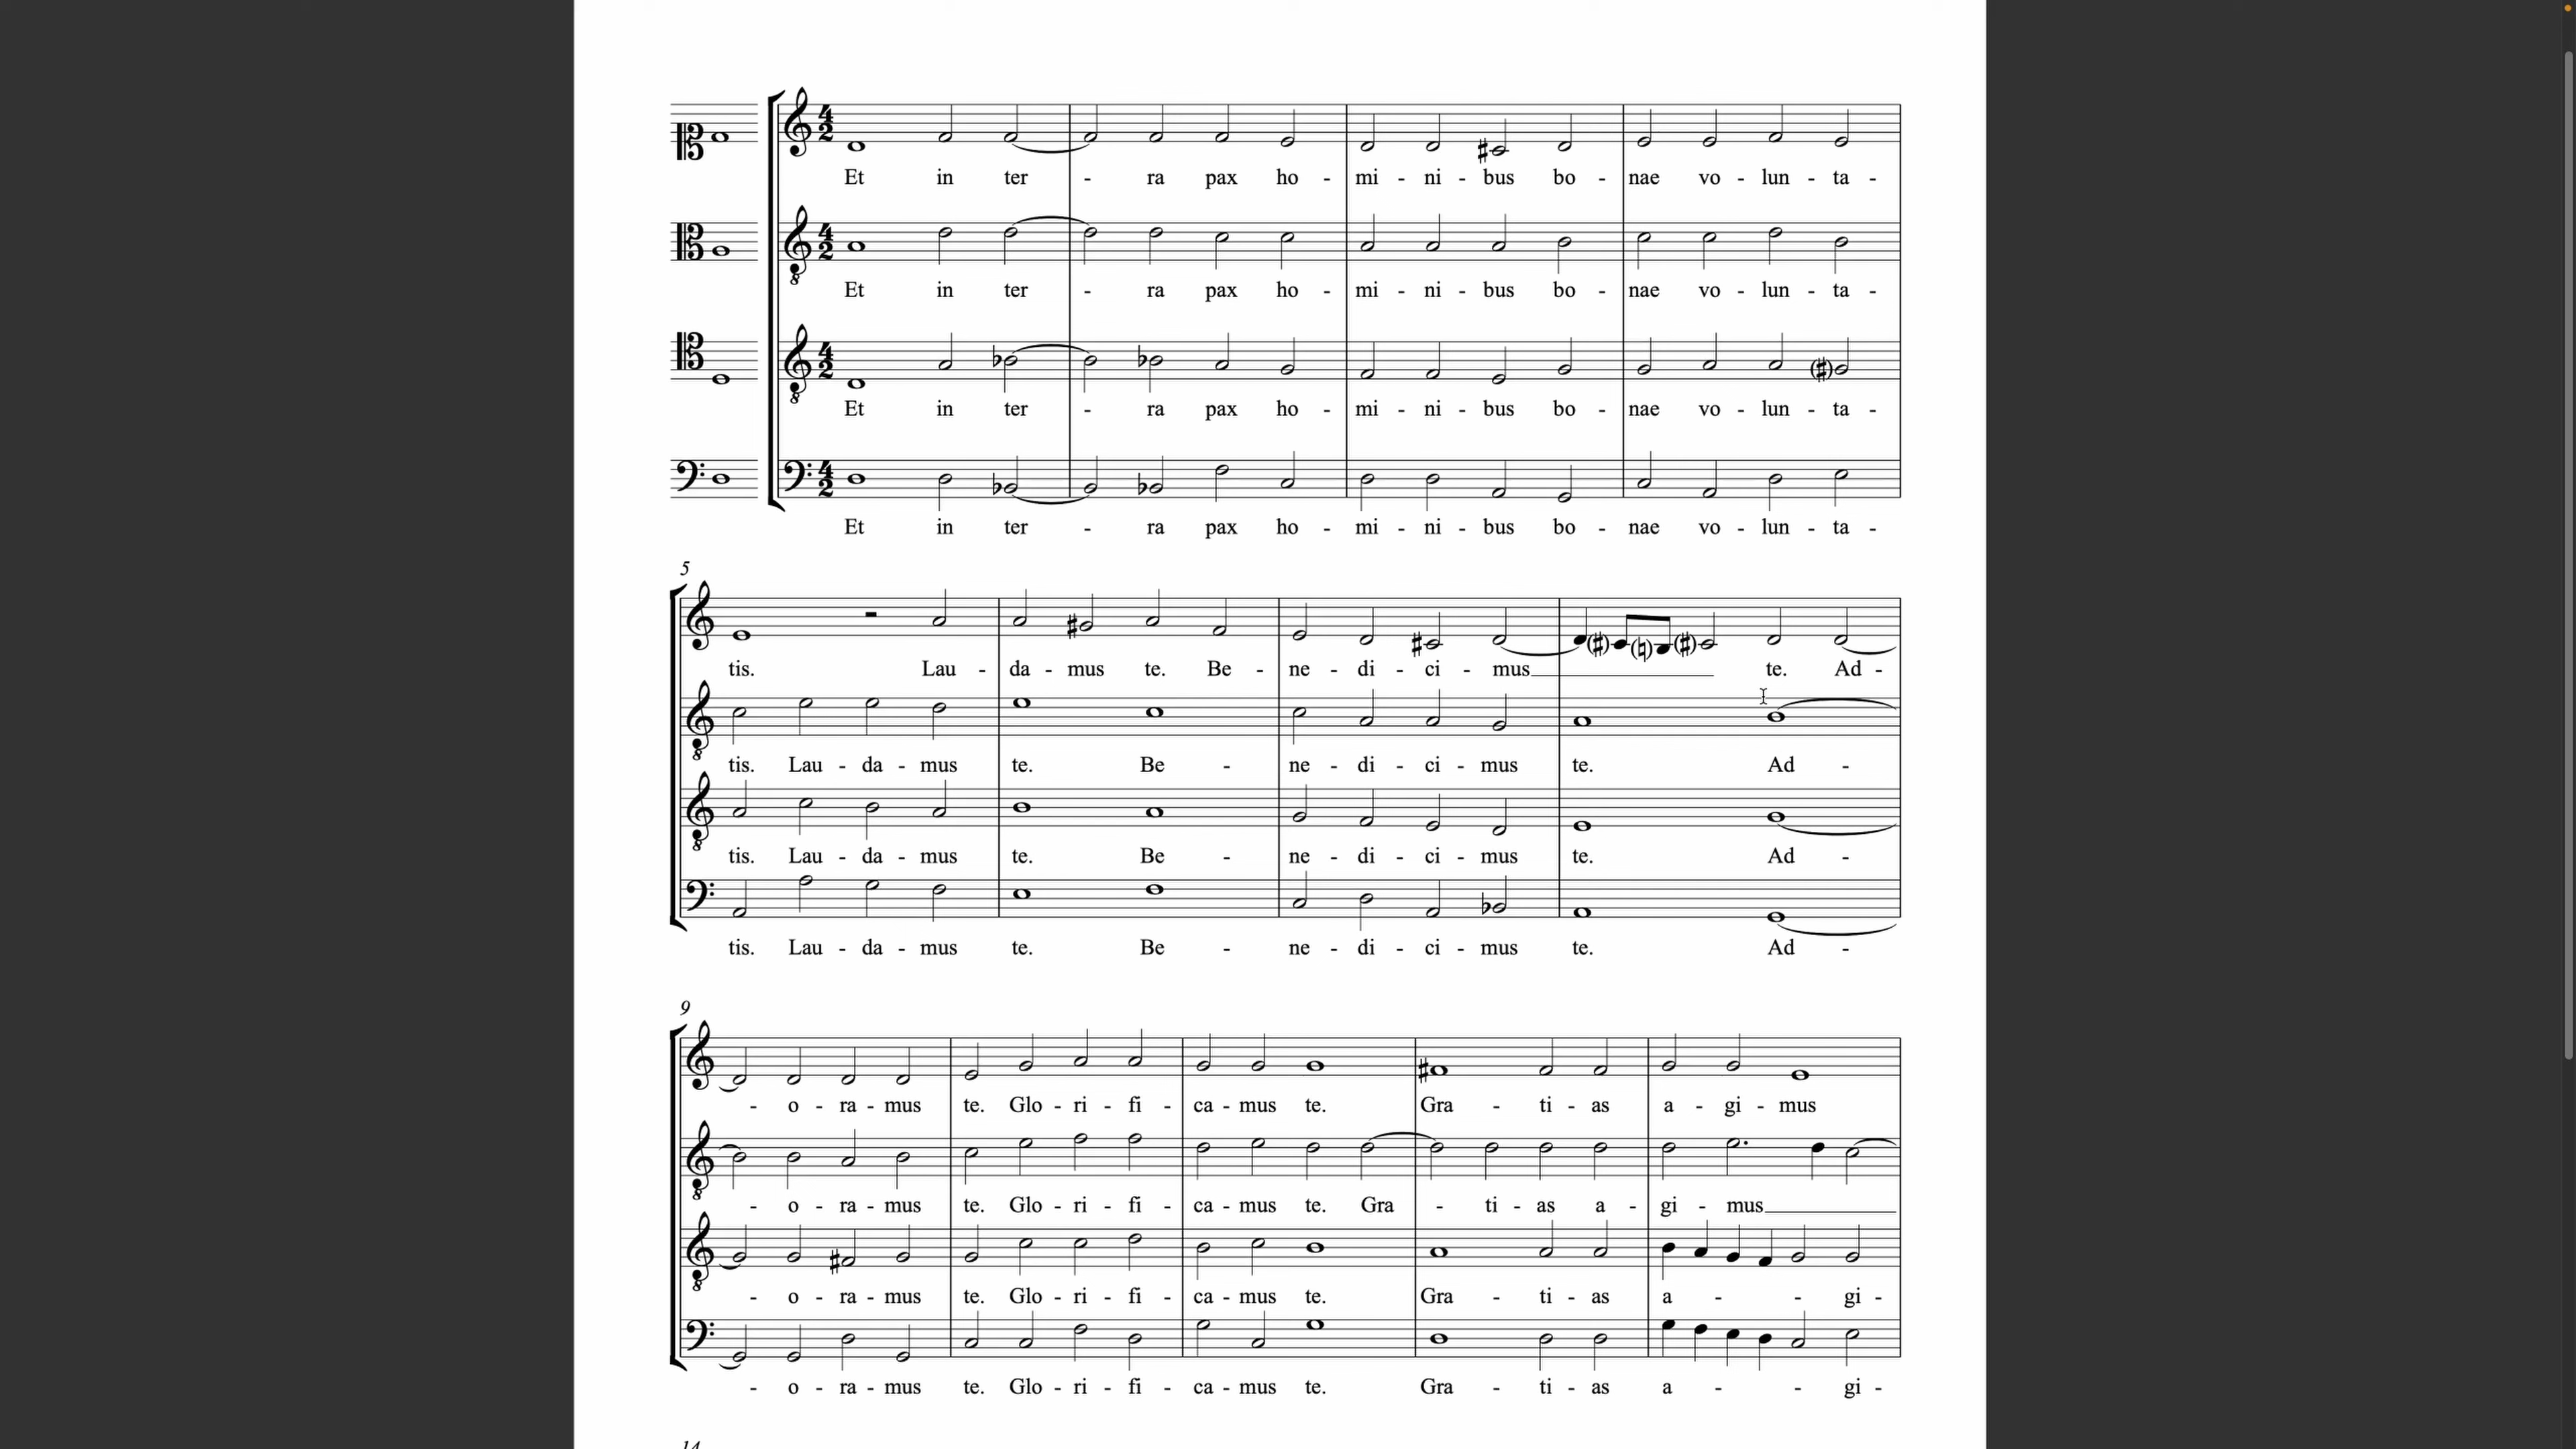 Et in ter - ra pax ho - mi - ni - bus bo - nae vo - lun - ta -
Et in ter - ra pax ho - mi - ni - bus bo - nae vo - lun - ta -
Et in ter - ra pax ho - mi - ni - bus bo - nae vo - lun - ta -
Et in ter - ra pax ho - mi - ni - bus bo - nae vo - lun - ta -
5
tis. Lau - da - mus te. Be - ne - di - ci - mus te. Ad -
tis. Lau - da - mus te. Be - ne - di - ci - mus te. Ad -
tis. Lau - da - mus te. Be - ne - di - ci - mus te. Ad -
tis. Lau - da - mus te. Be - ne - di - ci - mus te. Ad -
9
- o - ra - mus te. Glo - ri - fi - ca - mus te. Gra - ti - as a - gi - mus
- o - ra - mus te. Glo - ri - fi - ca - mus te. Gra - ti - as a - gi - mus
- o - ra - mus te. Glo - ri - fi - ca - mus te. Gra - ti - as a - - gi -
- o - ra - mus te. Glo - ri - fi - ca - mus te. Gra - ti - as a - - gi -